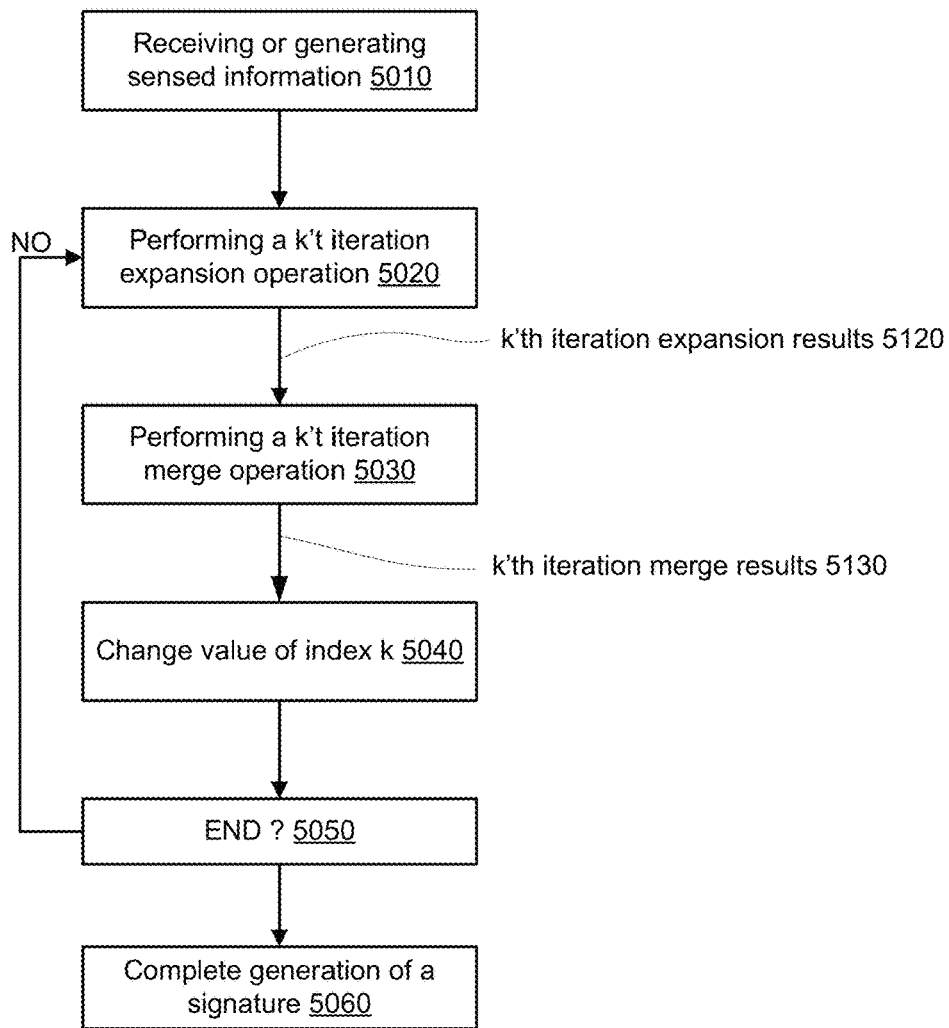 Receiving or generating
sensed information 5010
NO
Performing a k't iteration
expansion operation 5020
k'th iteration expansion results 5120
Performing a k't iteration
merge operation 5030
k'th iteration merge results 5130
Change value of index k 5040
END ? 5050
Complete generation of a
signature 5060